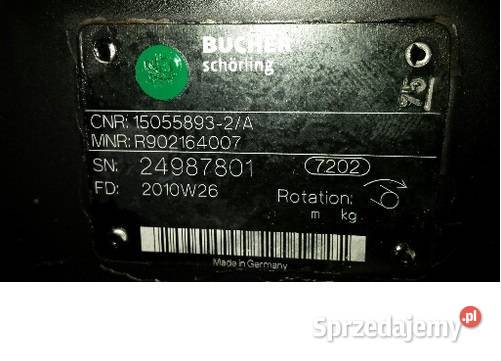 BUCHER
schörling
75
CNR: 15055893-2/A
MNR: R902164007
SN: 24987801 7202
FD: 2010W26 Rotation:
m kg
Made in Germany
Sprzedajemy.pl